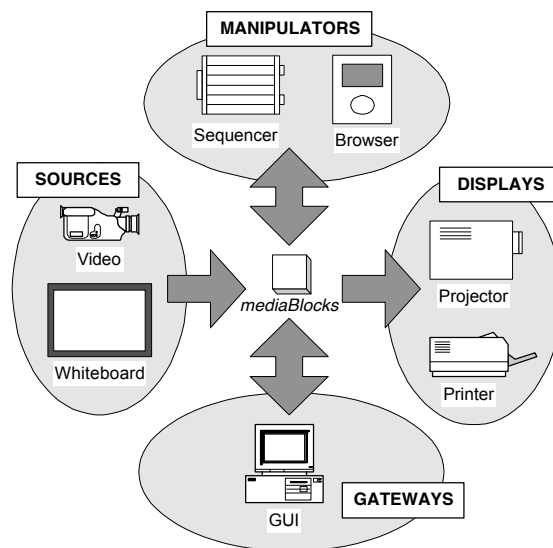 MANIPULATORS
Sequencer
Browser
SOURCES
Video
Whiteboard
mediaBlocks
DISPLAYS
Projector
Printer
GUI
GATEWAYS